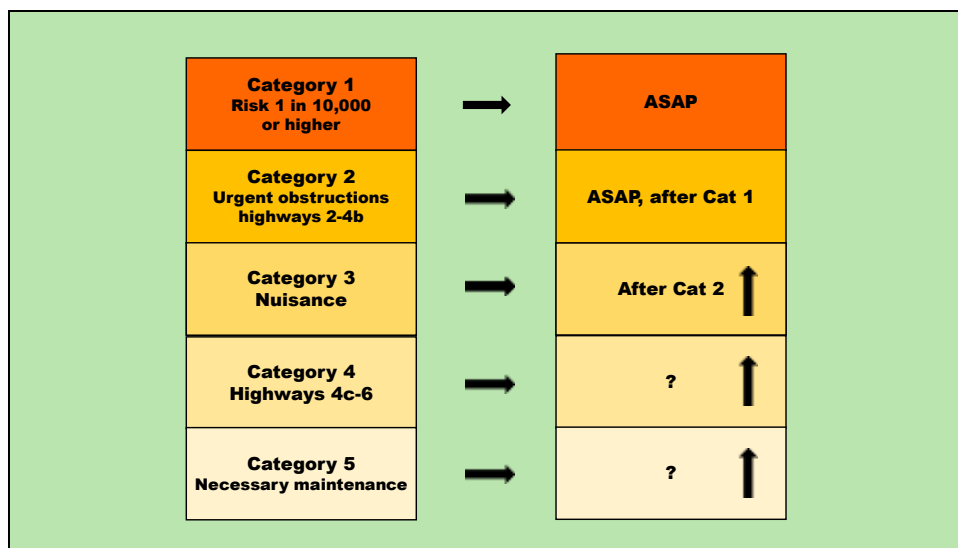 Category 1
Risk 1 in 10,000
or higher
ASAP
Category 2
Urgent obstructions
highways 2-4b
ASAP, after Cat 1
Category 3
Nuisance
After Cat 2
Category 4
Highways 4c-6
?
Category 5
Necessary maintenance
?